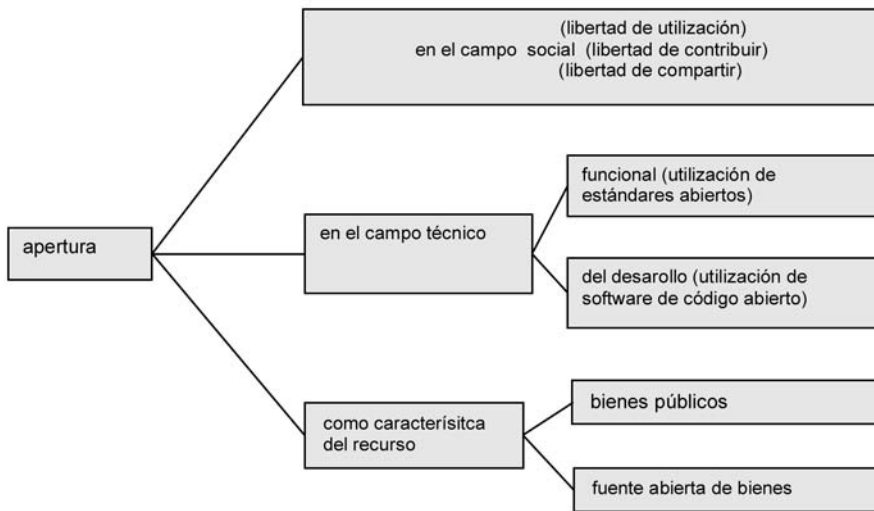 (libertad de utilización)
en el campo social (libertad de contribuir)
(libertad de compartir)
funcional (utilización de
estándares abiertos)
apertura
en el campo técnico
del desarollo (utilización de
software de código abierto)
como caracterísitca
del recurso
bienes públicos
fuente abierta de bienes